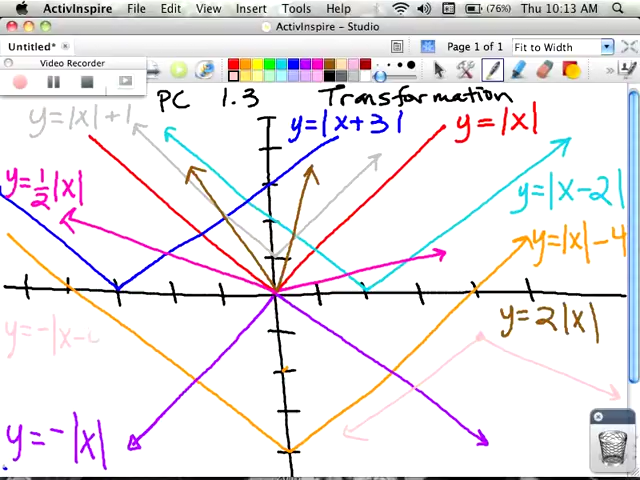 ActivInspire File Edit View Insert Tools Help (76%) Thu 10:13 AM
ActivInspire - Studio
Untitled* Page 1 of 1 Fit to Width
Video Recorder
PC 1.3 Transformation
y=|x|+1 y=|x+3| y=|x|
y=½|x| y=|x-2|
y=|x|-4
y=-|x- y=2|x|
y=-|x|